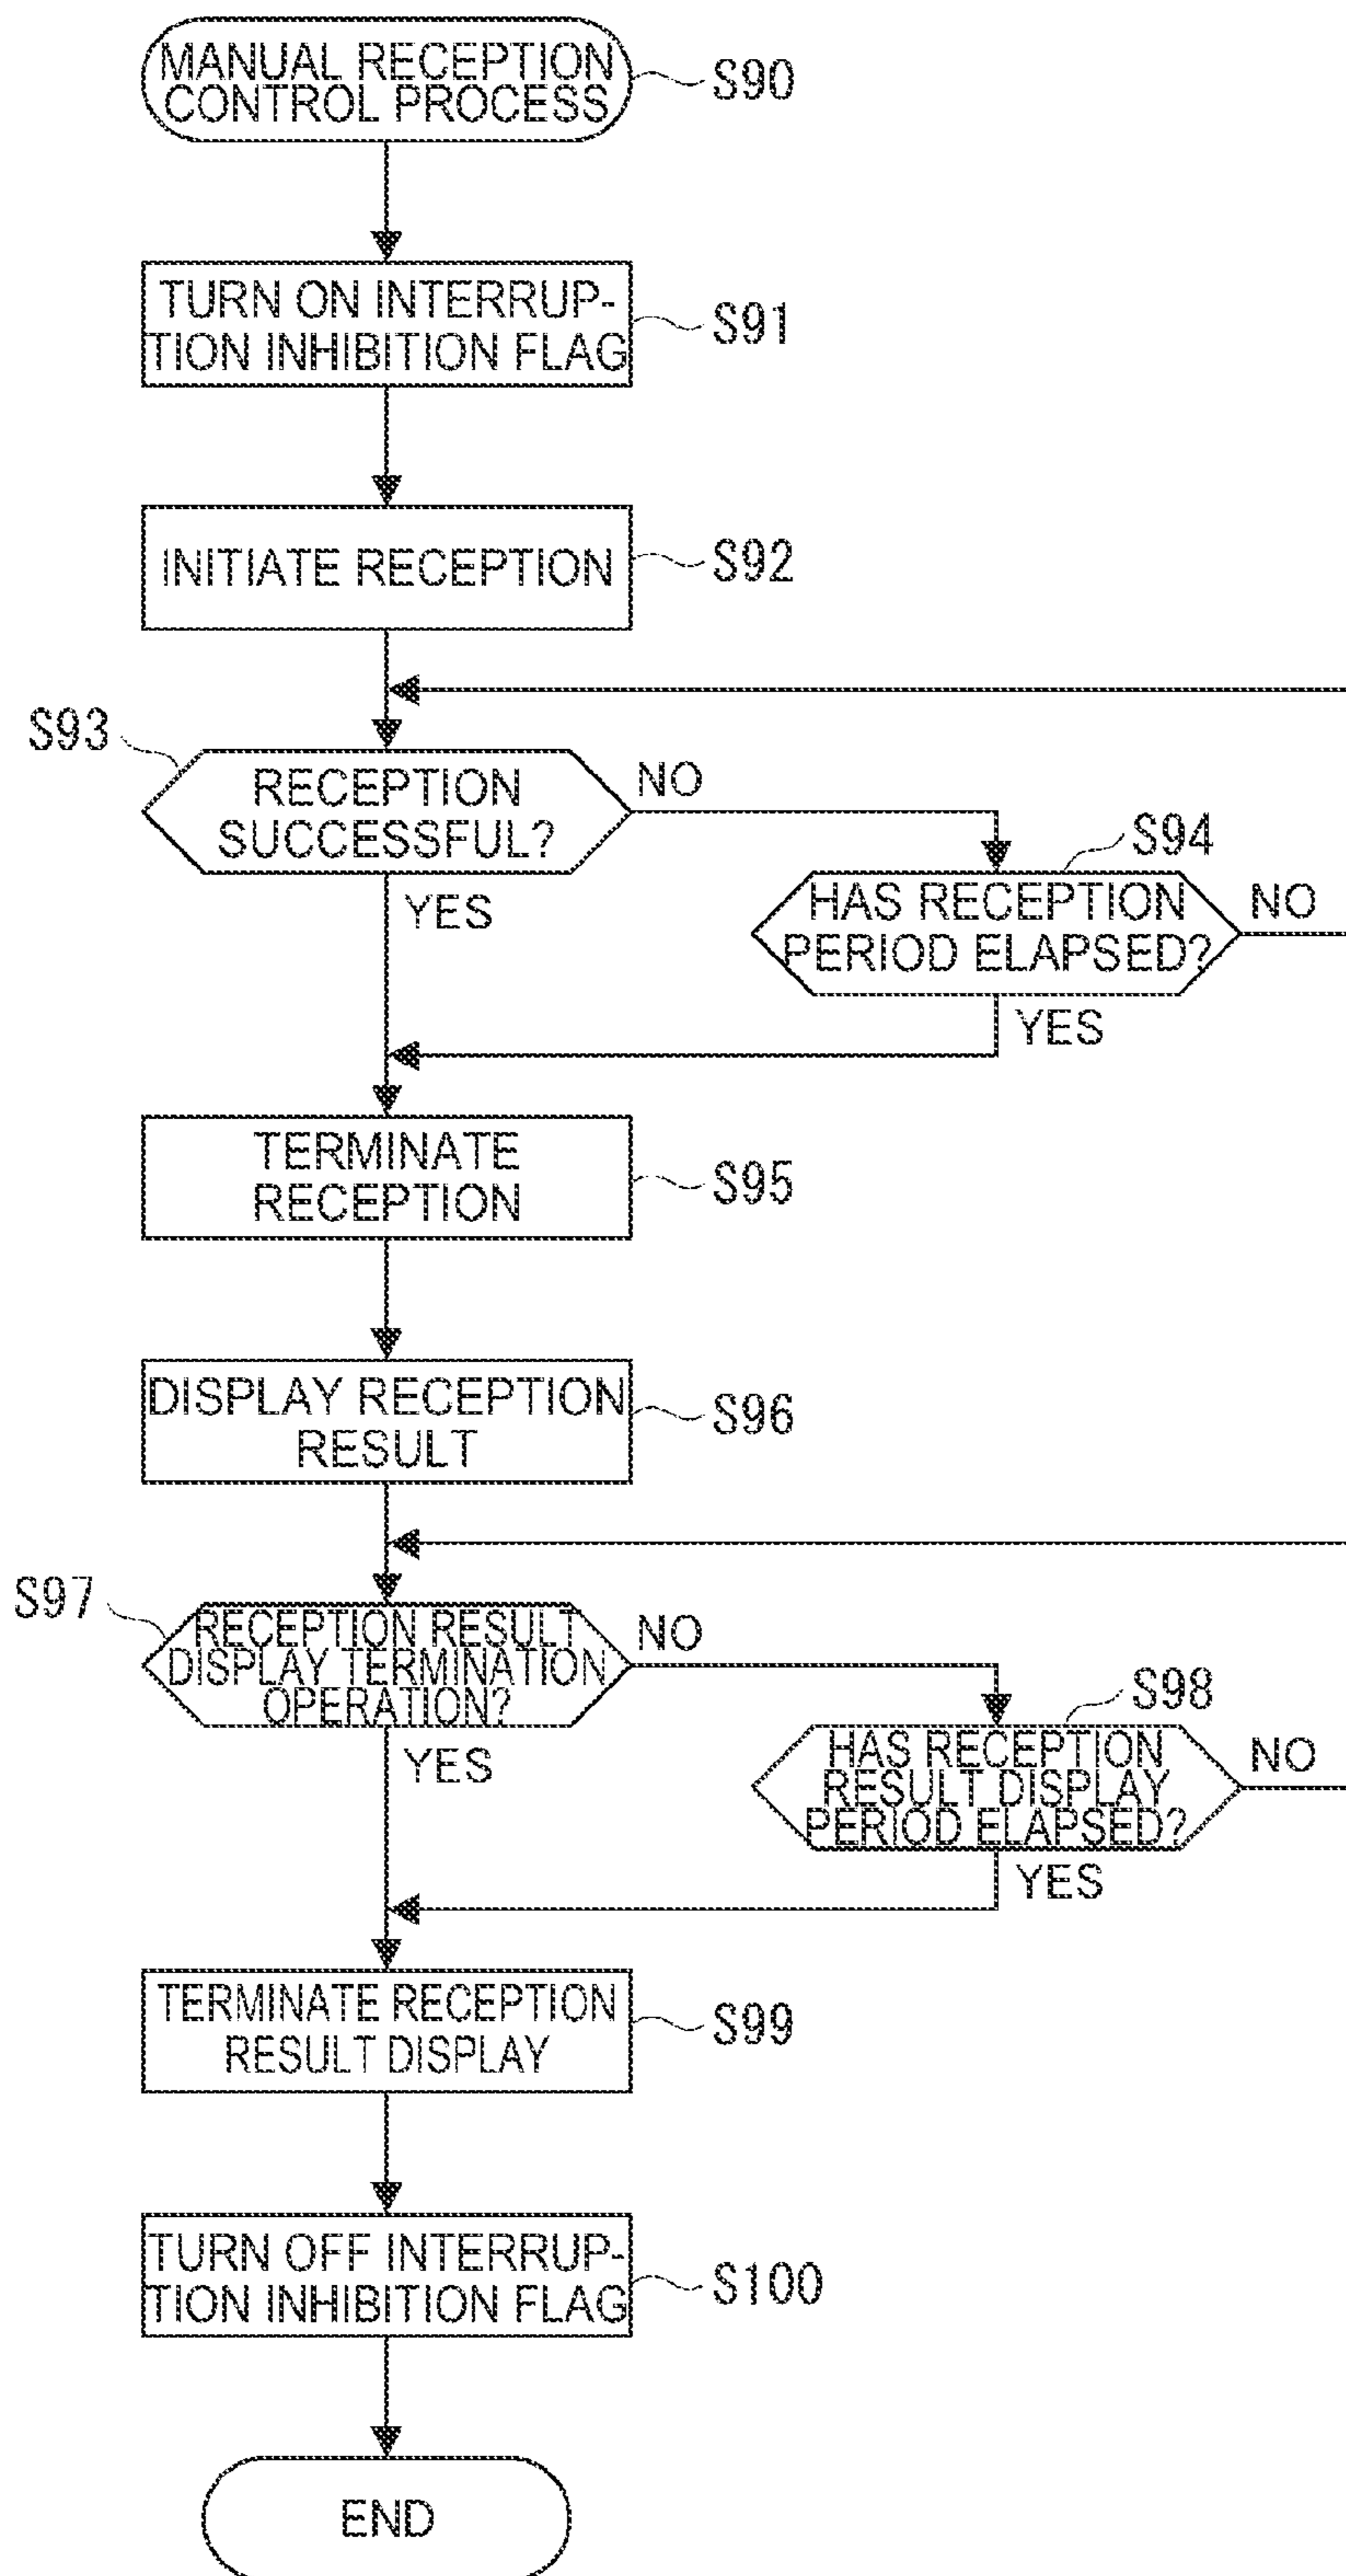 MANUAL RECEPTION
CONTROL PROCESS
S90
TURN ON INTERRUP-
TION INHIBITION FLAG
S91
INITIATE RECEPTION
S92
S93
RECEPTION
SUCCESSFUL?
NO
YES
S94
HAS RECEPTION
PERIOD ELAPSED?
NO
YES
TERMINATE
RECEPTION
S95
DISPLAY RECEPTION
RESULT
S96
S97
RECEPTION RESULT
DISPLAY TERMINATION
OPERATION?
NO
YES
S98
HAS RECEPTION
RESULT DISPLAY
PERIOD ELAPSED?
NO
YES
TERMINATE RECEPTION
RESULT DISPLAY
S99
TURN OFF INTERRUP-
TION INHIBITION FLAG
S100
END